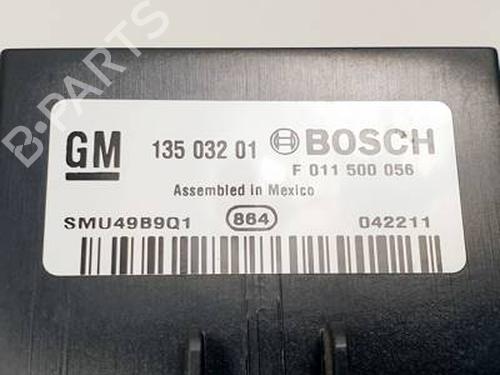 B-PARTS
GM 135 032 01 BOSCH
F 011 500 056
Assembled in Mexico
SMU49B9Q1 864 042211